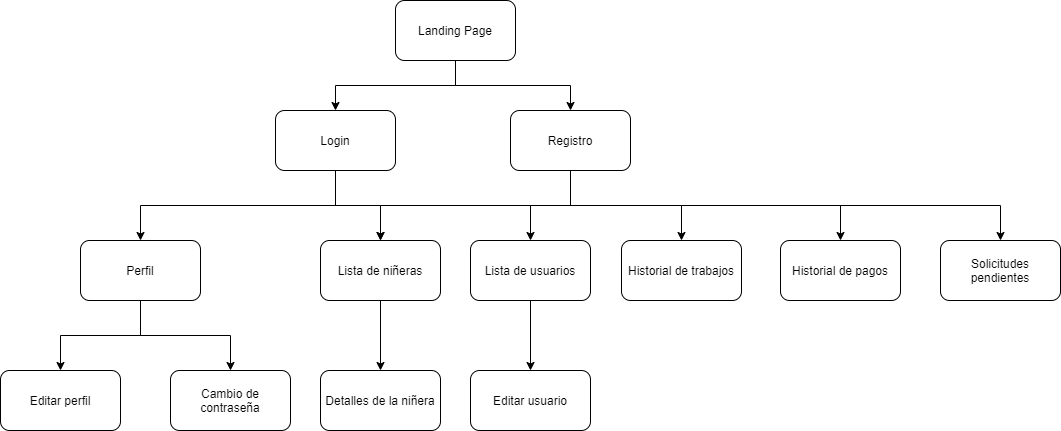 Landing Page
Login
Registro
Perfil
Lista de niñeras
Lista de usuarios
Historial de trabajos
Historial de pagos
Solicitudes
pendientes
Editar perfil
Cambio de
contraseña
Detalles de la niñera
Editar usuario